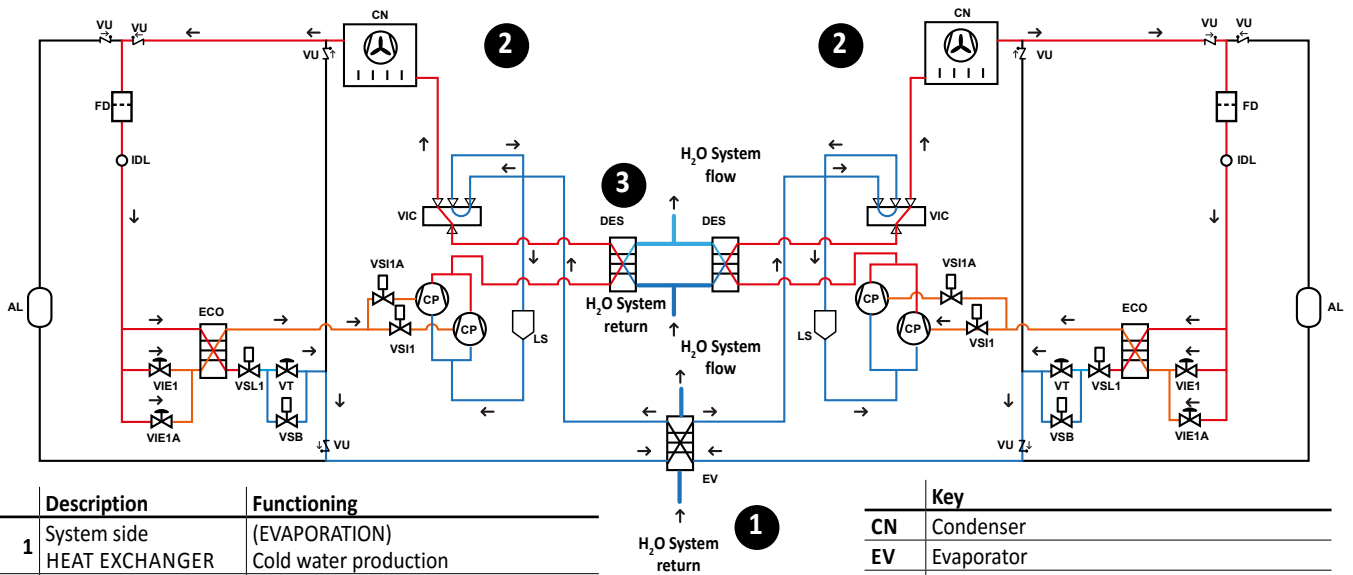 VU
VU
CN
2
VU
FD
IDL
AL
VIC
ECO
VIE1
VIE1A
VSL1
VT
VSB
VU
VSI1A
VSI1
CP
CP
LS
3
DES
DES
H₂O System
flow
H₂O System
return
H₂O System
flow
EV
H₂O System
return
1
2
CN
VU
VU
VU
FD
IDL
AL
VIC
LS
CP
CP
VSI1A
VSI1
ECO
VT
VSL1
VIE1
VSB
VIE1A
VU
Description Functioning
1 System side (EVAPORATION)
HEAT EXCHANGER Cold water production
Key
CN Condenser
EV Evaporator